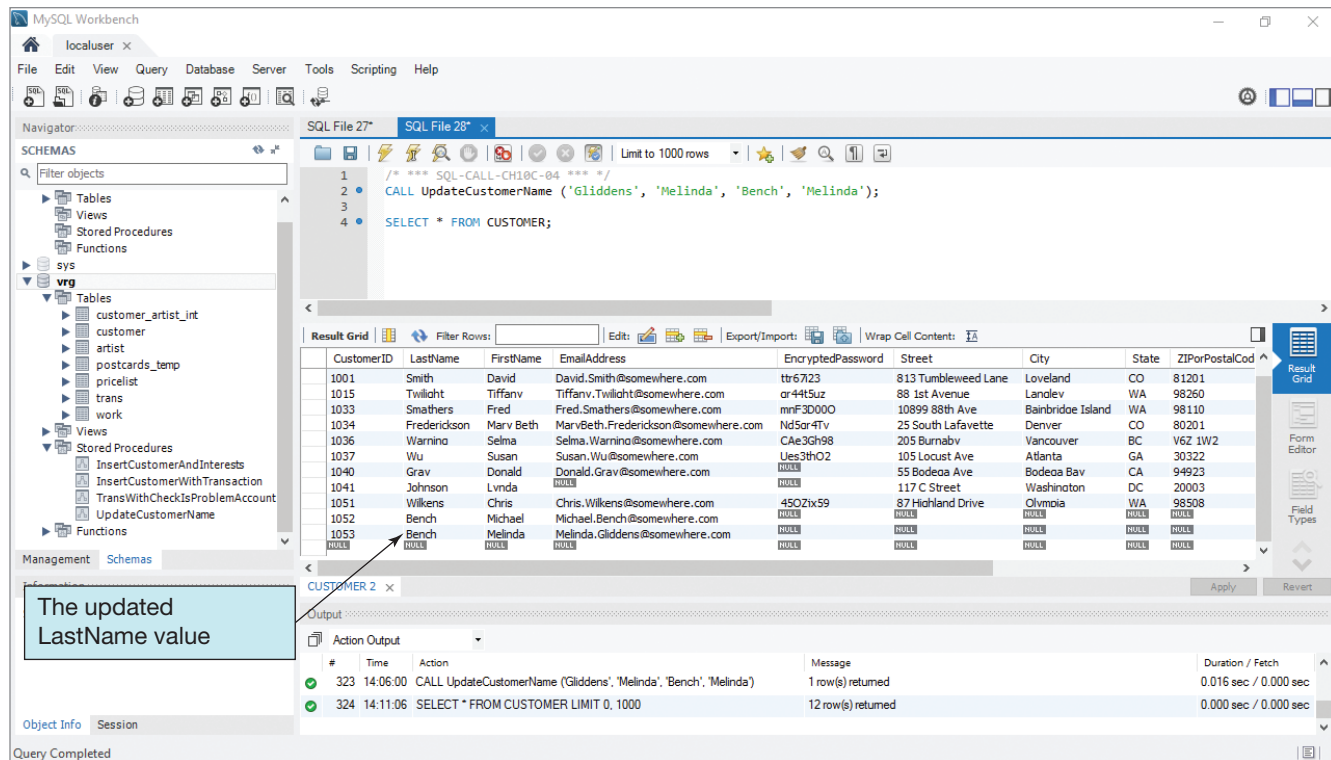 MySQL Workbench
localuser
File Edit View Query Database Server Tools Scripting Help
Navigator
SCHEMAS
Filter objects
Tables
Views
Stored Procedures
Functions
sys
vrg
Tables
customer_artist_int
customer
artist
postcards_temp
pricelist
trans
work
Views
Stored Procedures
InsertCustomerAndInterests
InsertCustomerWithTransaction
TransWithCheckIsProblemAccount
UpdateCustomerName
Functions
Management Schemas
The updated
LastName value
Object Info Session
Query Completed
SQL File 27* SQL File 28*
Limit to 1000 rows
1 /* *** SQL-CALL-CH10C-04 *** */
2 CALL UpdateCustomerName ('Gliddens', 'Melinda', 'Bench', 'Melinda');
3
4 SELECT * FROM CUSTOMER;
Result Grid Filter Rows: Edit: Export/Import: Wrap Cell Content:
CustomerID LastName FirstName EmailAddress EncryptedPassword Street City State ZIPorPostalCod
1001 Smith David David.Smith@somewhere.com ttr67i23 813 Tumbleweed Lane Loveland CO 81201
1015 Twilight Tiffany Tiffany.Twilight@somewhere.com gr44t5uz 88 1st Avenue Langley WA 98260
1033 Smathers Fred Fred.Smathers@somewhere.com mnF3D00O 10899 88th Ave Bainbridge Island WA 98110
1034 Frederickson Mary Beth MaryBeth.Frederickson@somewhere.com Nd5gr4Tv 25 South Lafayette Denver CO 80201
1036 Warning Selma Selma.Warning@somewhere.com CAe3Gh98 205 Burnaby Vancouver BC V6Z 1W2
1037 Wu Susan Susan.Wu@somewhere.com Ues3thO2 105 Locust Ave Atlanta GA 30322
1040 Gray Donald Donald.Gray@somewhere.com NULL 55 Bodega Ave Bodega Bay CA 94923
1041 Johnson Lynda NULL NULL 117 C Street Washington DC 20003
1051 Wilkens Chris Chris.Wilkens@somewhere.com 45QZjx59 87 Highland Drive Olympia WA 98508
1052 Bench Michael Michael.Bench@somewhere.com NULL NULL NULL NULL NULL
1053 Bench Melinda Melinda.Gliddens@somewhere.com NULL NULL NULL NULL NULL
NULL NULL NULL NULL NULL NULL NULL NULL NULL
Result
Grid
Form
Editor
Field
Types
CUSTOMER 2
Apply Revert
Output
Action Output
# Time Action Message Duration / Fetch
323 14:06:00 CALL UpdateCustomerName ('Gliddens', 'Melinda', 'Bench', 'Melinda') 1 row(s) returned 0.016 sec / 0.000 sec
324 14:11:06 SELECT * FROM CUSTOMER LIMIT 0, 1000 12 row(s) returned 0.000 sec / 0.000 sec